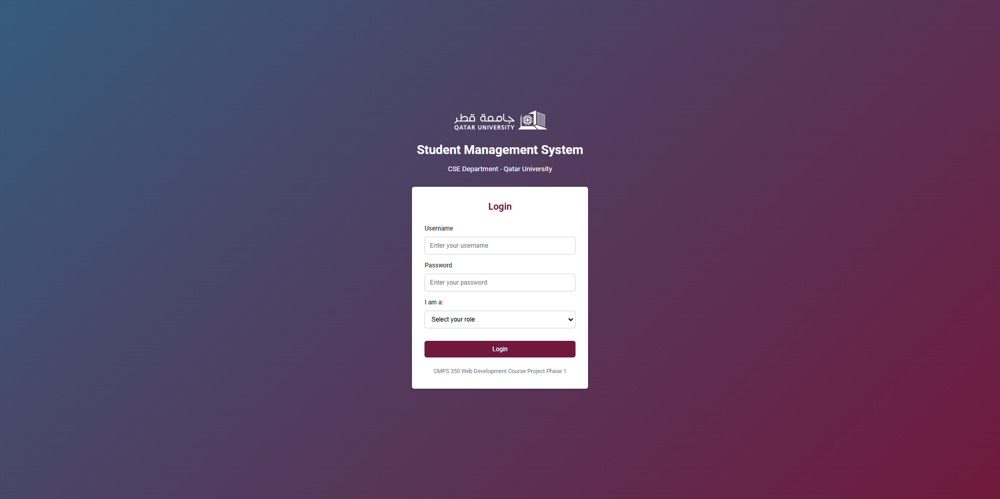 جامعة قطر
QATAR UNIVERSITY
Student Management System
CSE Department - Qatar University
Login
Username
Enter your username
Password
Enter your password
I am a:
Select your role
Login
CMPS 350 Web Development Course Project Phase 1